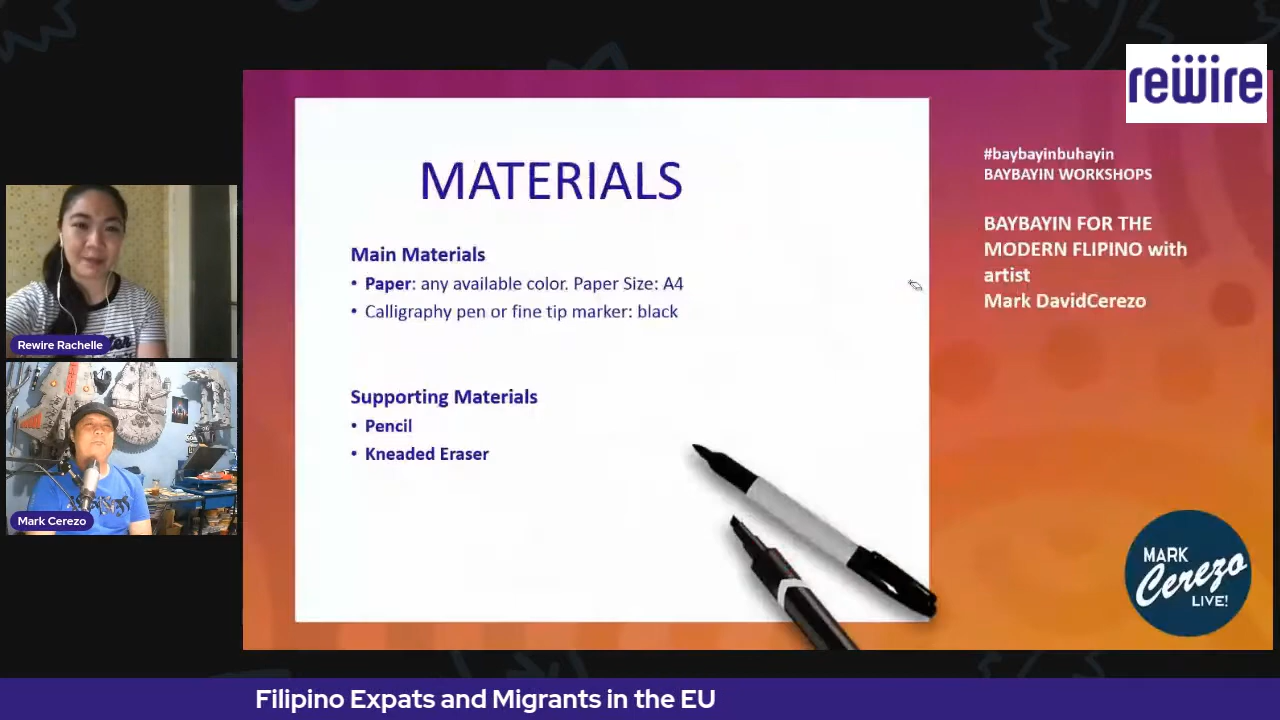 rewire
#baybayinbuhayin
BAYBAYIN WORKSHOPS
BAYBAYIN FOR THE
MODERN FLIPINO with
artist
Mark DavidCerezo
MATERIALS
Main Materials
• Paper: any available color. Paper Size: A4
• Calligraphy pen or fine tip marker: black
Supporting Materials
• Pencil
• Kneaded Eraser
Rewire Rachelle
Mark Cerezo
MARK
Cerezo
LIVE!
Filipino Expats and Migrants in the EU